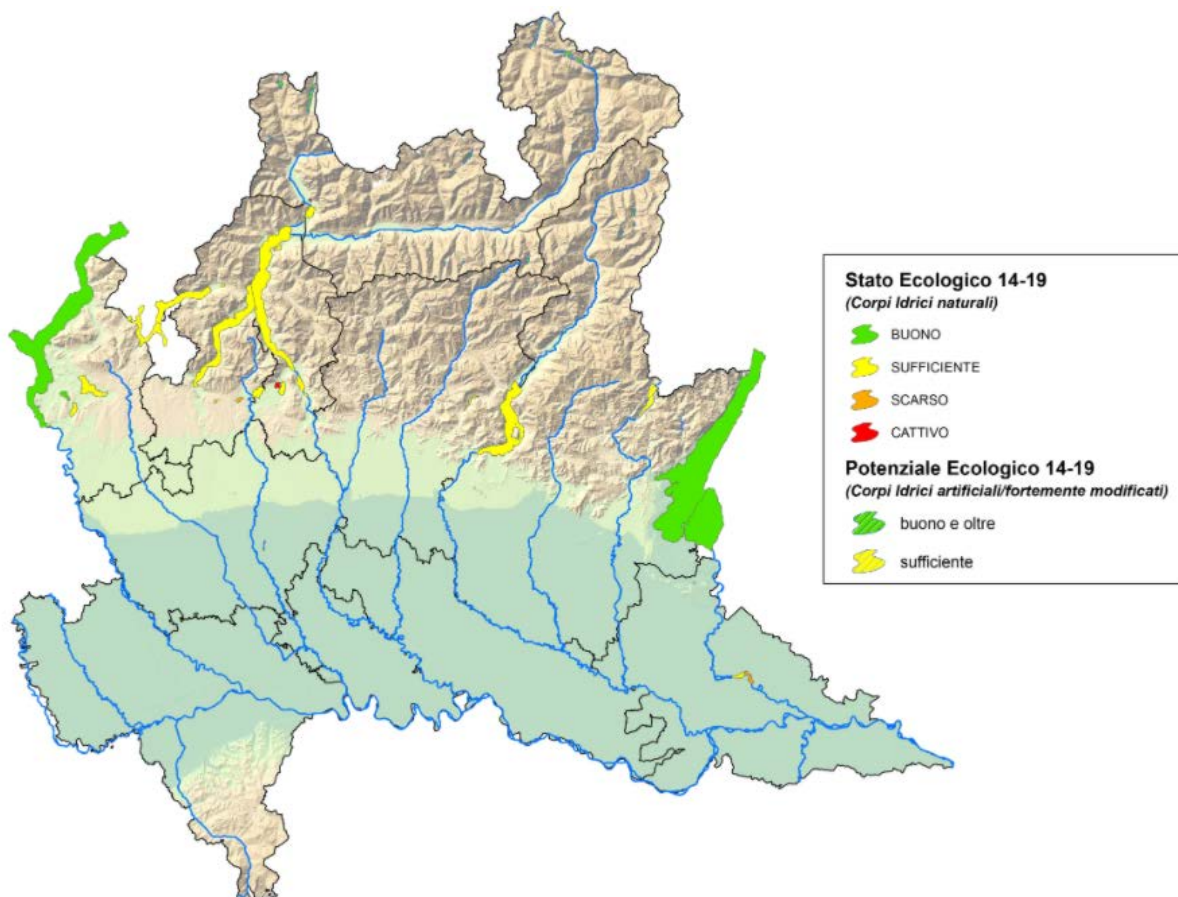 Stato Ecologico 14-19
(Corpi Idrici naturali)
BUONO
SUFFICIENTE
SCARSO
CATTIVO
Potenziale Ecologico 14-19
(Corpi Idrici artificiali/fortemente modificati)
buono e oltre
sufficiente